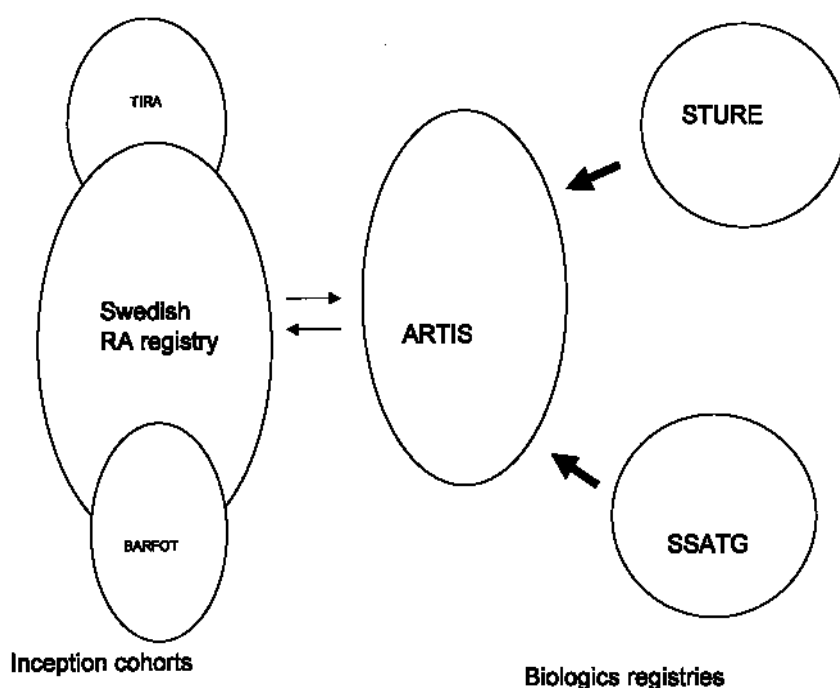 TIRA
STURE
Swedish
RA registry
ARTIS
BARFOT
SSATG
Inception cohorts
Biologics registries